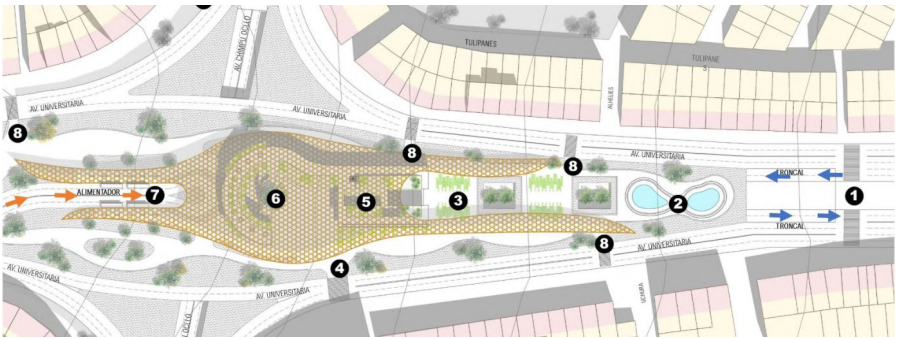 AV. CHIMPU OCLLO
TULIPANES
TULIPANE
S
AV. UNIVERSITARIA
AV. UNIVERSITARIA
ALHELIES
8
8
AV. UNIVERSITARIA
8
TRONCAL
ALIMENTADOR
7
6
5
3
2
1
TRONCAL
8
AV. UNIVERSITARIA
4
AV. UNIVERSITARIA
AV. UNIVERSITARIA
UCHURA